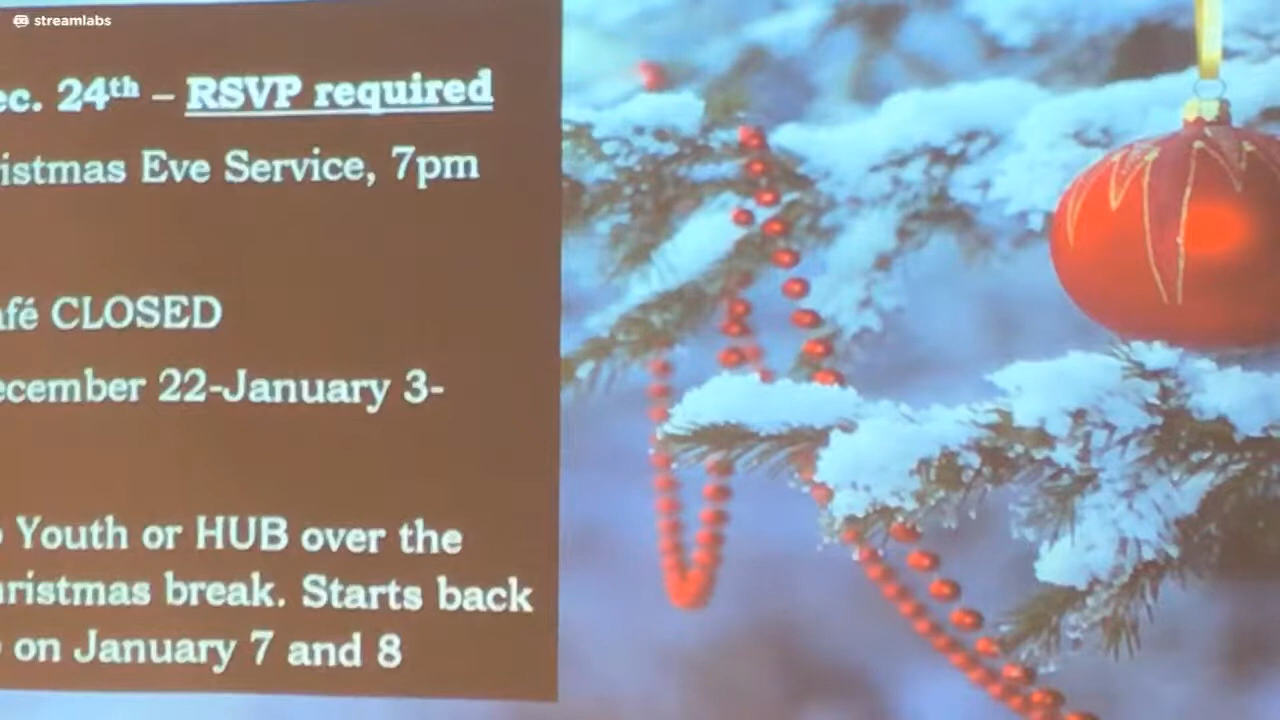 streamlabs
ec. 24th – RSVP required
ristmas Eve Service, 7pm
afé CLOSED
ecember 22-January 3-
Youth or HUB over the
ristmas break. Starts back
on January 7 and 8